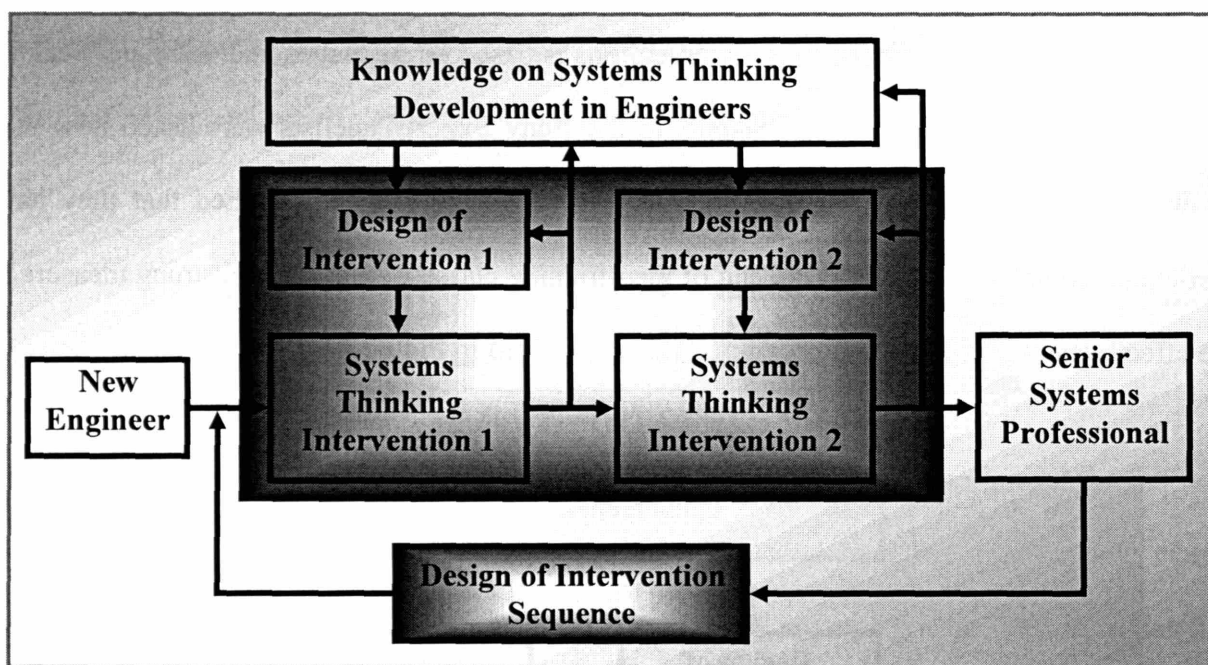 Knowledge on Systems Thinking
Development in Engineers
Design of
Intervention 1
Design of
Intervention 2
New
Engineer
Systems
Thinking
Intervention 1
Systems
Thinking
Intervention 2
Senior
Systems
Professional
Design of Intervention
Sequence